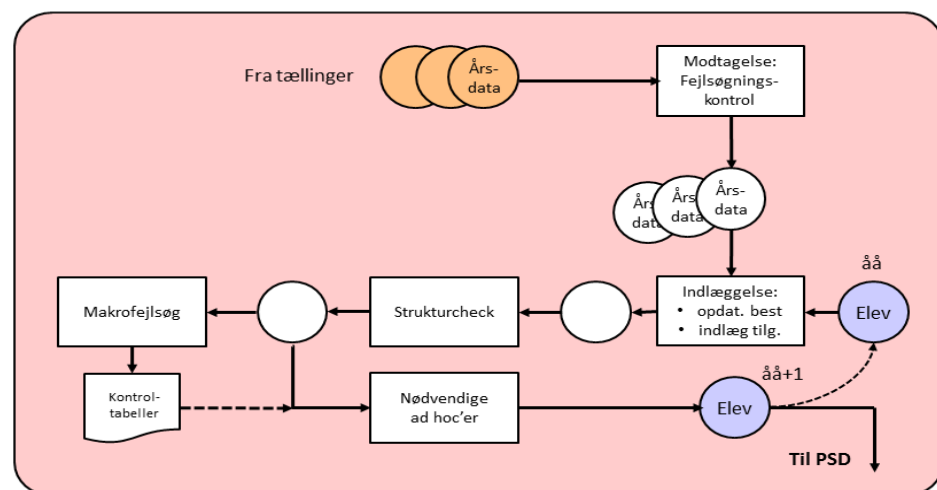 Fra tællinger
Års-
data
Modtagelse:
Fejlsøgnings-
kontrol
Års-
data
Års-
data
Års-
data
åå
Makrofejlsøg
Strukturcheck
Indlæggelse:
• opdat. best
• indlæg tilg.
Elev
Kontrol-
tabeller
Nødvendige
ad hoc'er
åå+1
Elev
Til PSD